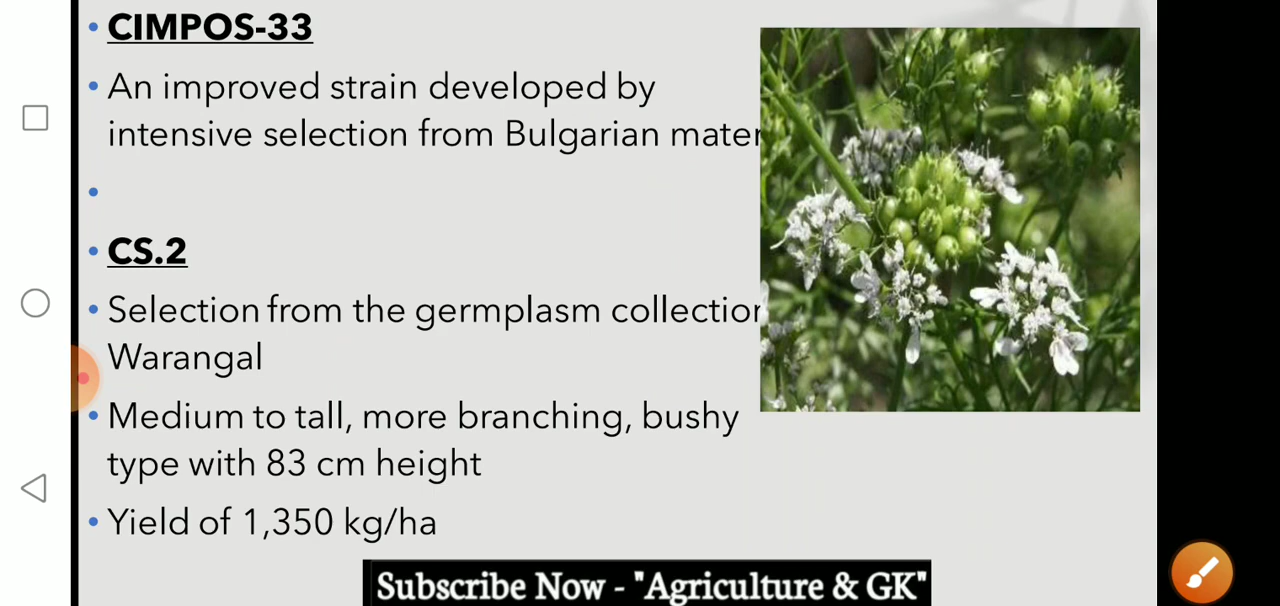 CIMPOS-33
An improved strain developed by
intensive selection from Bulgarian mater
CS.2
Selection from the germplasm collection
Warangal
Medium to tall, more branching, bushy
type with 83 cm height
Yield of 1,350 kg/ha
Subscribe Now - "Agriculture & GK"